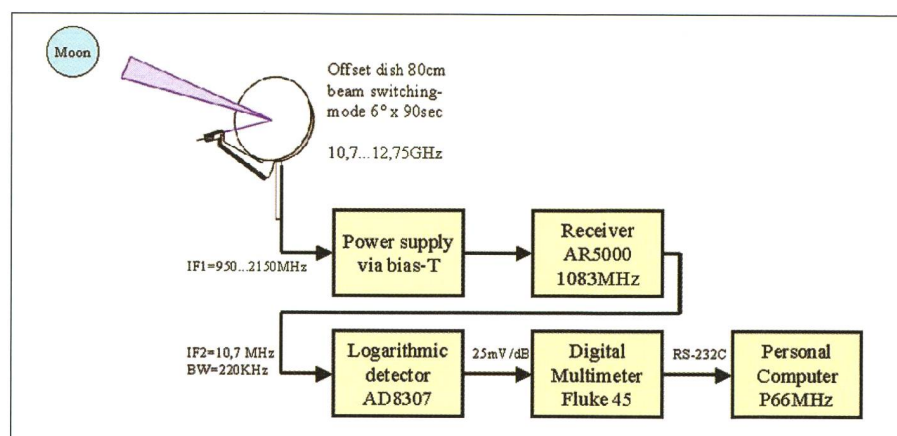 Moon
Offset dish 80cm
beam switching-
mode 6° x 90sec
10,7...12,75GHz
IF1=950...2150MHz
Power supply
via bias-T
Receiver
AR5000
1083MHz
IF2=10,7 MHz
BW=220KHz
Logarithmic
detector
AD8307
25mV/dB
Digital
Multimeter
Fluke 45
RS-232C
Personal
Computer
P66MHz